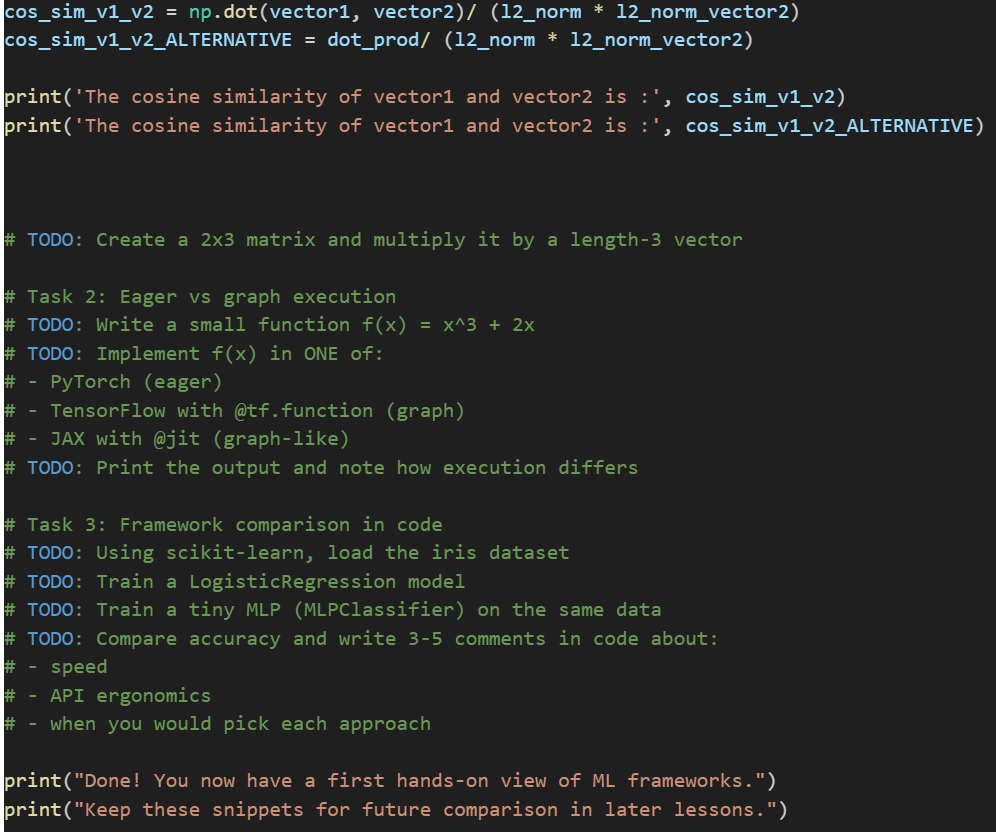 cos_sim_v1_v2 = np.dot(vector1, vector2)/ (l2_norm * l2_norm_vector2)
cos_sim_v1_v2_ALTERNATIVE = dot_prod/ (l2_norm * l2_norm_vector2)
print('The cosine similarity of vector1 and vector2 is :', cos_sim_v1_v2)
print('The cosine similarity of vector1 and vector2 is :', cos_sim_v1_v2_ALTERNATIVE)
# TODO: Create a 2x3 matrix and multiply it by a length-3 vector
# Task 2: Eager vs graph execution
# TODO: Write a small function f(x) = x^3 + 2x
# TODO: Implement f(x) in ONE of:
# - PyTorch (eager)
# - TensorFlow with @tf.function (graph)
# - JAX with @jit (graph-like)
# TODO: Print the output and note how execution differs
# Task 3: Framework comparison in code
# TODO: Using scikit-learn, load the iris dataset
# TODO: Train a LogisticRegression model
# TODO: Train a tiny MLP (MLPClassifier) on the same data
# TODO: Compare accuracy and write 3-5 comments in code about:
# - speed
# - API ergonomics
# - when you would pick each approach
print("Done! You now have a first hands-on view of ML frameworks.")
print("Keep these snippets for future comparison in later lessons.")